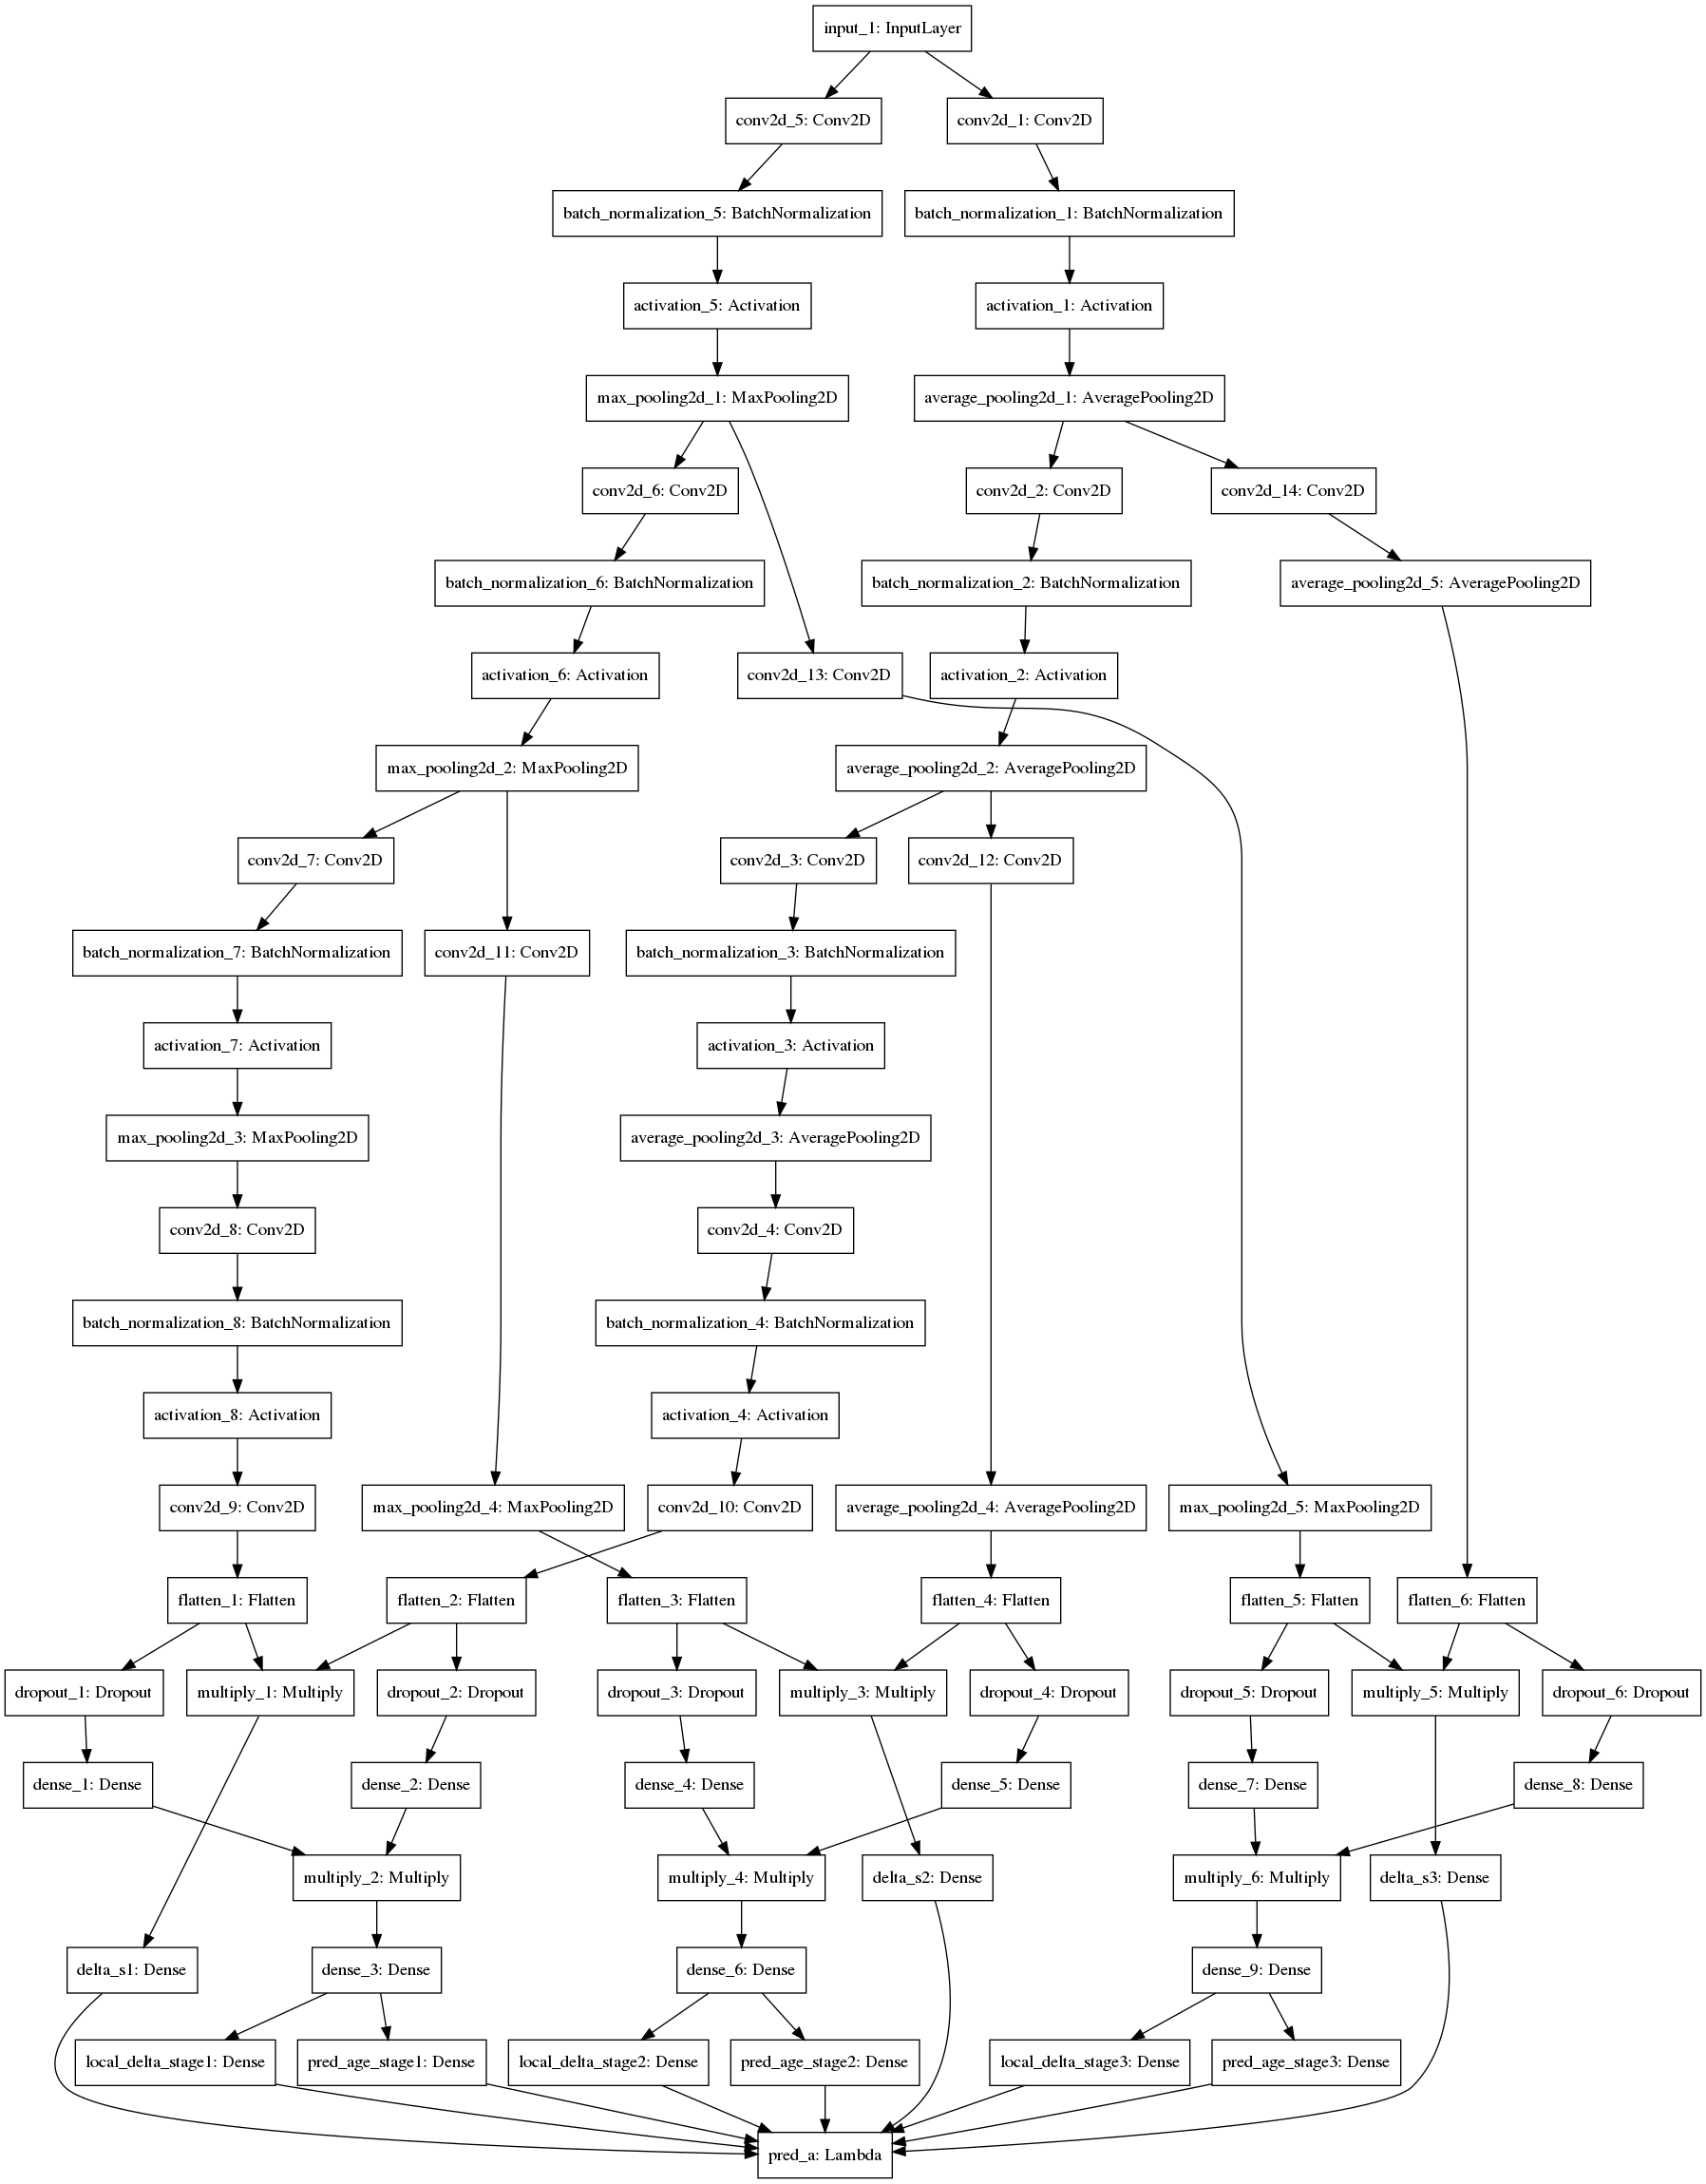 input_1: InputLayer
conv2d_5: Conv2D
conv2d_1: Conv2D
batch_normalization_5: BatchNormalization
batch_normalization_1: BatchNormalization
activation_5: Activation
activation_1: Activation
max_pooling2d_1: MaxPooling2D
average_pooling2d_1: AveragePooling2D
conv2d_6: Conv2D
conv2d_2: Conv2D
conv2d_14: Conv2D
batch_normalization_6: BatchNormalization
batch_normalization_2: BatchNormalization
average_pooling2d_5: AveragePooling2D
activation_6: Activation
conv2d_13: Conv2D
activation_2: Activation
max_pooling2d_2: MaxPooling2D
average_pooling2d_2: AveragePooling2D
conv2d_7: Conv2D
conv2d_3: Conv2D
conv2d_12: Conv2D
batch_normalization_7: BatchNormalization
conv2d_11: Conv2D
batch_normalization_3: BatchNormalization
activation_7: Activation
activation_3: Activation
max_pooling2d_3: MaxPooling2D
average_pooling2d_3: AveragePooling2D
conv2d_8: Conv2D
conv2d_4: Conv2D
batch_normalization_8: BatchNormalization
batch_normalization_4: BatchNormalization
activation_8: Activation
activation_4: Activation
conv2d_9: Conv2D
max_pooling2d_4: MaxPooling2D
conv2d_10: Conv2D
average_pooling2d_4: AveragePooling2D
max_pooling2d_5: MaxPooling2D
flatten_1: Flatten
flatten_2: Flatten
flatten_3: Flatten
flatten_4: Flatten
flatten_5: Flatten
flatten_6: Flatten
dropout_1: Dropout
multiply_1: Multiply
dropout_2: Dropout
dropout_3: Dropout
multiply_3: Multiply
dropout_4: Dropout
dropout_5: Dropout
multiply_5: Multiply
dropout_6: Dropout
dense_1: Dense
dense_2: Dense
dense_4: Dense
dense_5: Dense
dense_7: Dense
dense_8: Dense
multiply_2: Multiply
multiply_4: Multiply
delta_s2: Dense
multiply_6: Multiply
delta_s3: Dense
delta_s1: Dense
dense_3: Dense
dense_6: Dense
dense_9: Dense
local_delta_stage1: Dense
pred_age_stage1: Dense
local_delta_stage2: Dense
pred_age_stage2: Dense
local_delta_stage3: Dense
pred_age_stage3: Dense
pred_a: Lambda